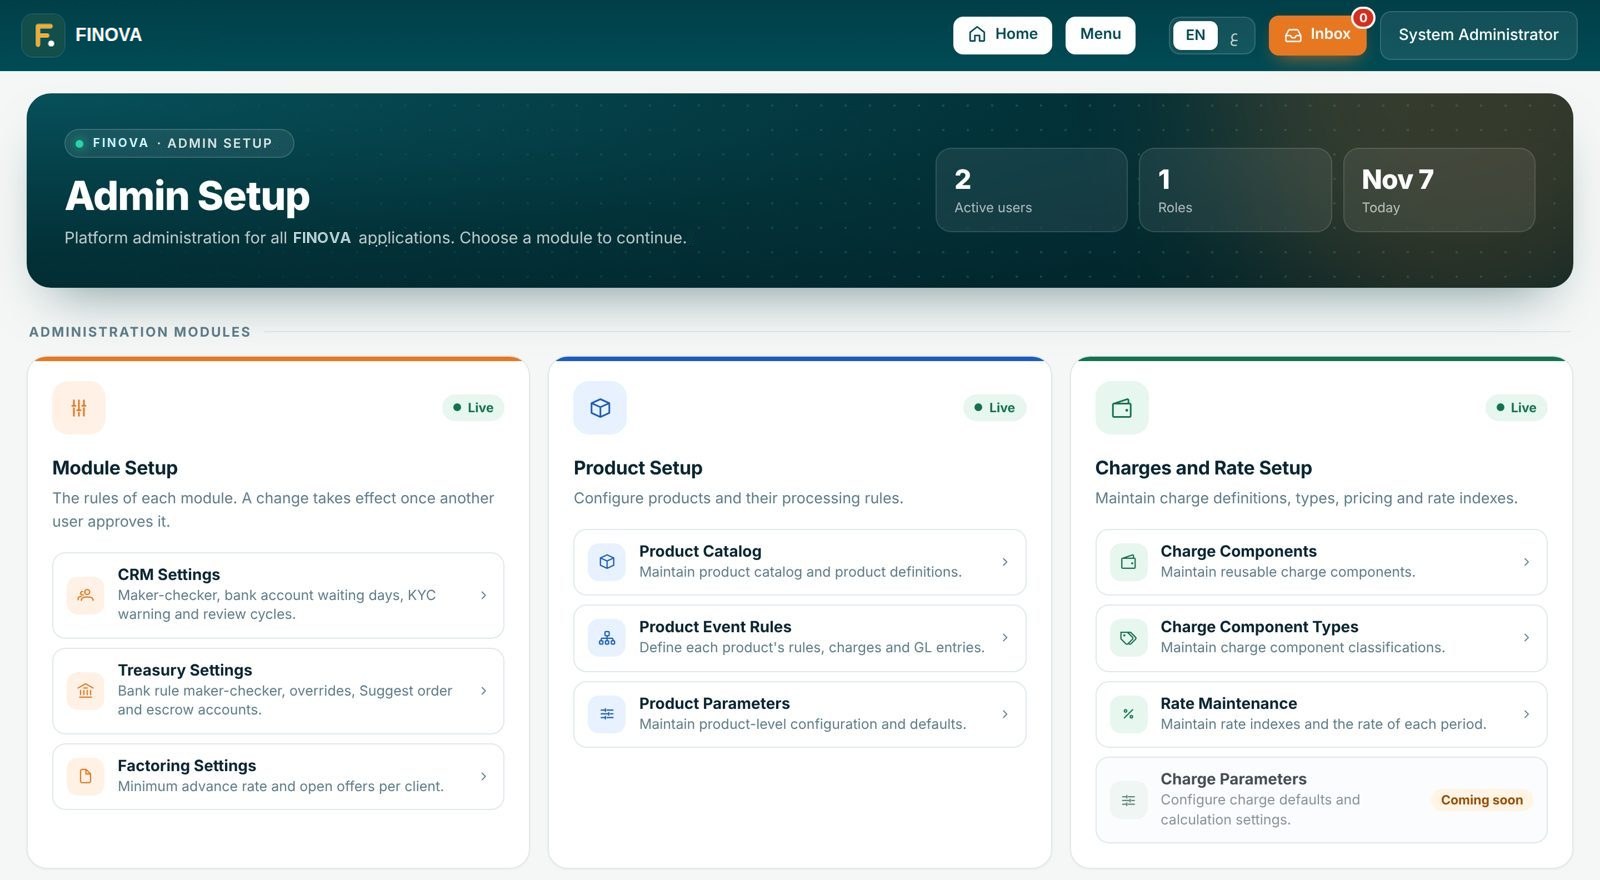 F.
FINOVA
Home
Menu
EN
ع
Inbox
0
System Administrator
FINOVA · ADMIN SETUP
Admin Setup
Platform administration for all FINOVA applications. Choose a module to continue.
2
Active users
1
Roles
Nov 7
Today
ADMINISTRATION MODULES
Live
Module Setup
The rules of each module. A change takes effect once another
user approves it.
CRM Settings
Maker-checker, bank account waiting days, KYC
warning and review cycles.
Treasury Settings
Bank rule maker-checker, overrides, Suggest order
and escrow accounts.
Factoring Settings
Minimum advance rate and open offers per client.
Live
Product Setup
Configure products and their processing rules.
Product Catalog
Maintain product catalog and product definitions.
Product Event Rules
Define each product's rules, charges and GL entries.
Product Parameters
Maintain product-level configuration and defaults.
Live
Charges and Rate Setup
Maintain charge definitions, types, pricing and rate indexes.
Charge Components
Maintain reusable charge components.
Charge Component Types
Maintain charge component classifications.
Rate Maintenance
Maintain rate indexes and the rate of each period.
Charge Parameters
Configure charge defaults and
calculation settings.
Coming soon